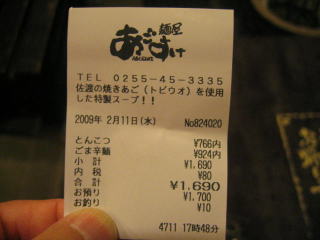 麺屋
あごすけ
AGOSUKE
TEL 0255-45-3335
佐渡の焼きあご(トビウオ)を使用
した特製スープ!!
2009年 2月11日(水) No824020
とんこつ ¥766内
ごま辛麺 ¥924内
小 計 ¥1,690
内 税 ¥80
合 計 ¥1,690
お預り ¥1,700
お釣り ¥10
4711 17時48分